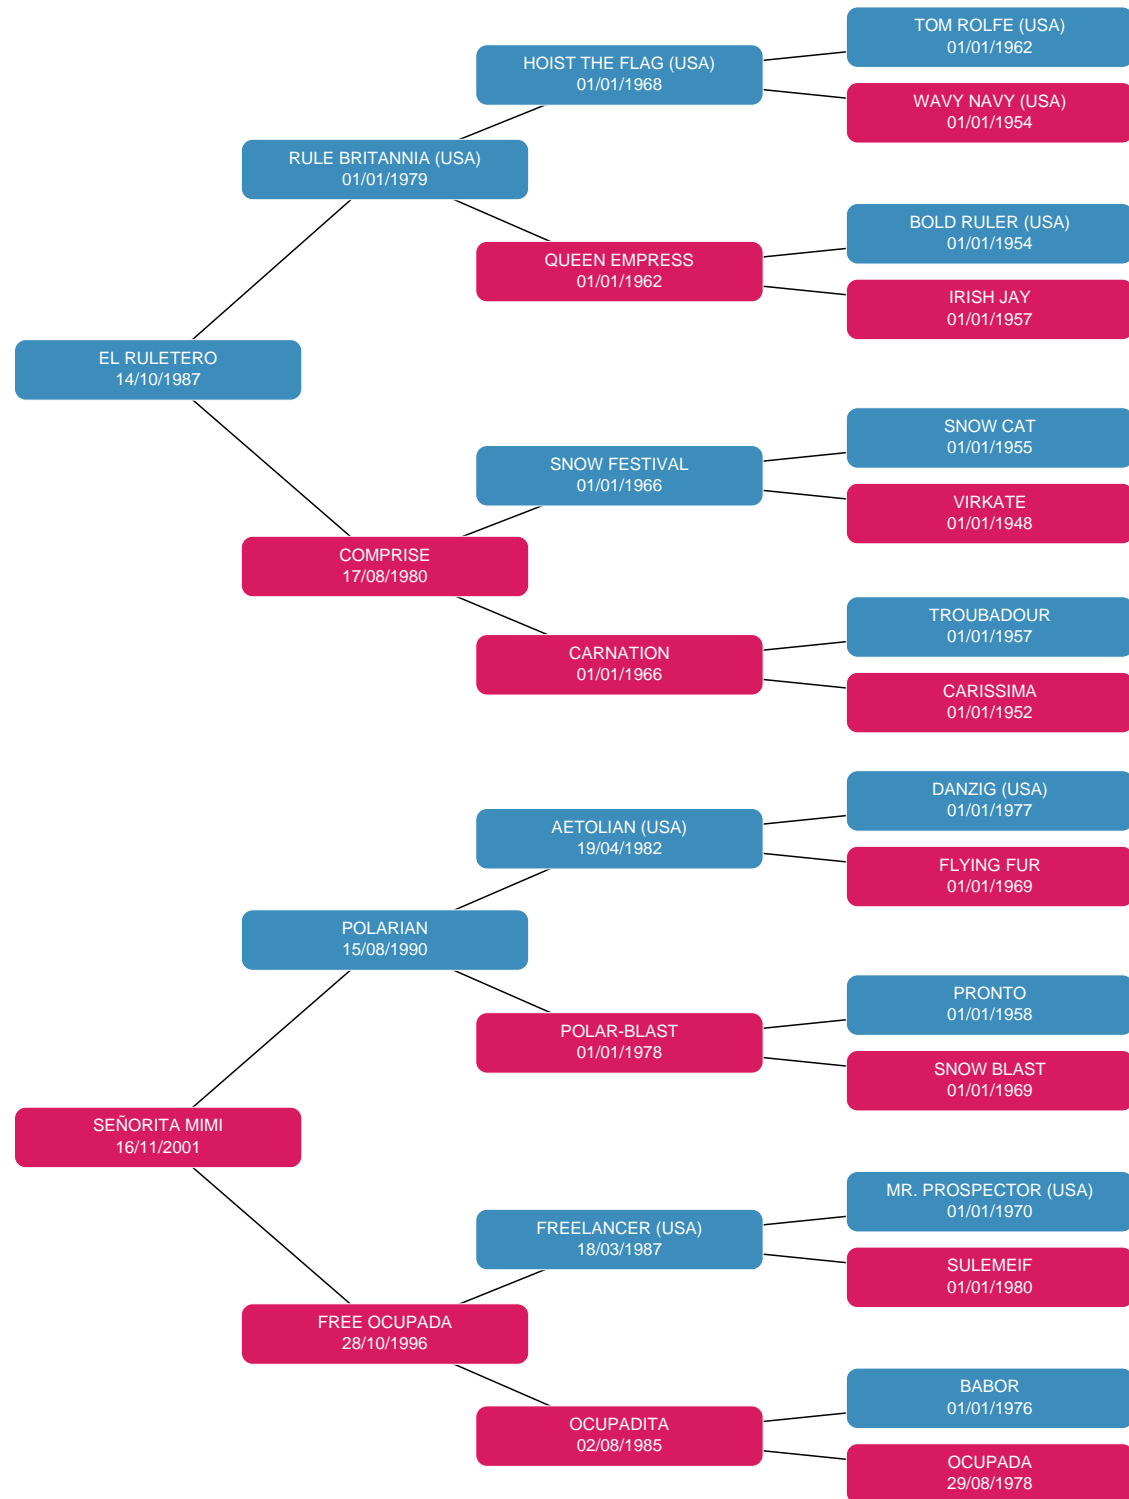 TOM ROLFE (USA)
01/01/1962
HOIST THE FLAG (USA)
01/01/1968
WAVY NAVY (USA)
01/01/1954
RULE BRITANNIA (USA)
01/01/1979
BOLD RULER (USA)
01/01/1954
QUEEN EMPRESS
01/01/1962
IRISH JAY
01/01/1957
EL RULETERO
14/10/1987
SNOW CAT
01/01/1955
SNOW FESTIVAL
01/01/1966
VIRKATE
01/01/1948
COMPRISE
17/08/1980
TROUBADOUR
01/01/1957
CARNATION
01/01/1966
CARISSIMA
01/01/1952
DANZIG (USA)
01/01/1977
AETOLIAN (USA)
19/04/1982
FLYING FUR
01/01/1969
POLARIAN
15/08/1990
PRONTO
01/01/1958
POLAR-BLAST
01/01/1978
SNOW BLAST
01/01/1969
SEÑORITA MIMI
16/11/2001
MR. PROSPECTOR (USA)
01/01/1970
FREELANCER (USA)
18/03/1987
SULEMEIF
01/01/1980
FREE OCUPADA
28/10/1996
BABOR
01/01/1976
OCUPADITA
02/08/1985
OCUPADA
29/08/1978